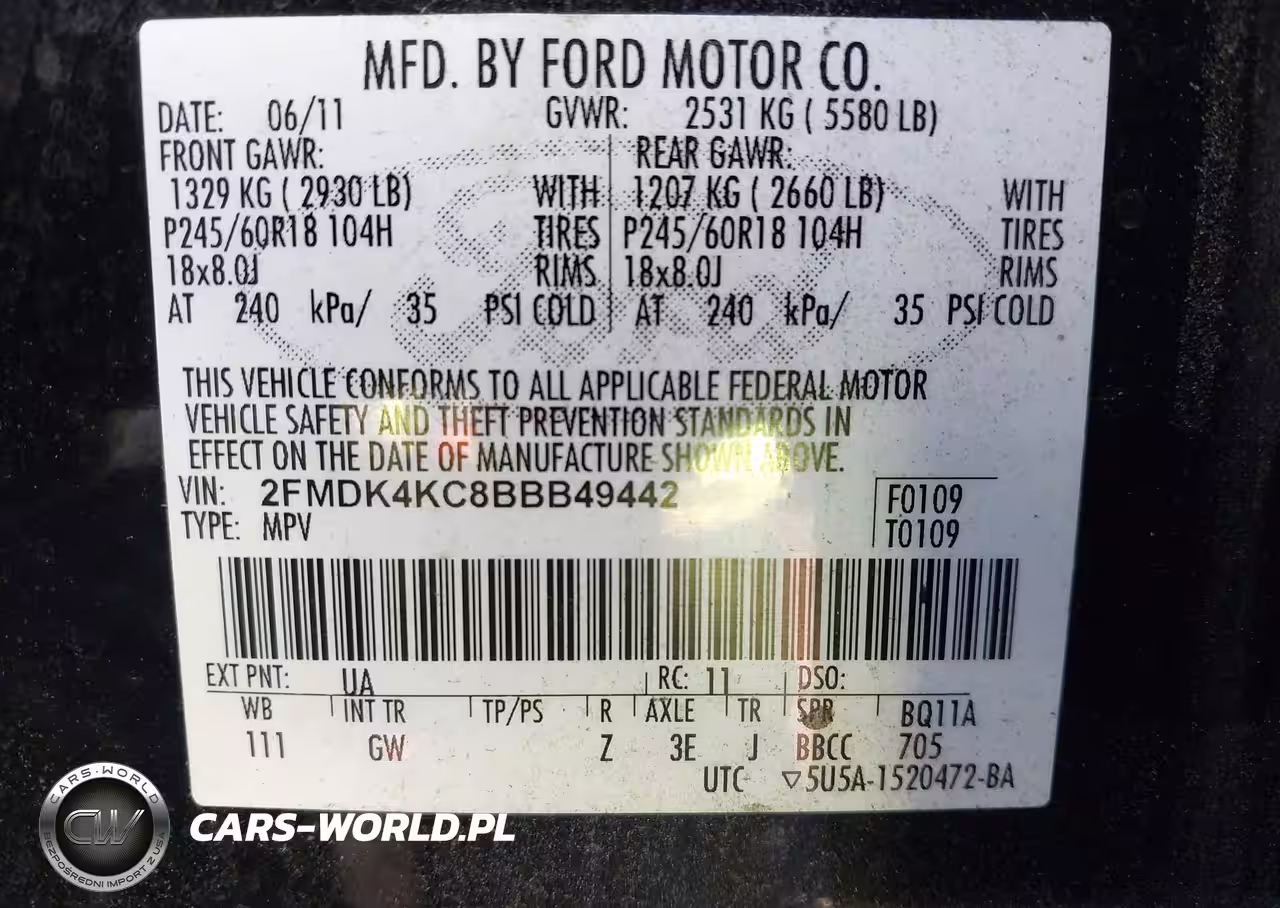 MFD. BY FORD MOTOR CO.
DATE: 06/11 GVWR: 2531 KG ( 5580 LB)
FRONT GAWR: REAR GAWR:
1329 KG ( 2930 LB) WITH 1207 KG ( 2660 LB) WITH
P245/60R18 104H TIRES P245/60R18 104H TIRES
18x8.0J RIMS 18x8.0J RIMS
AT 240 kPa/ 35 PSI COLD AT 240 kPa/ 35 PSI COLD
THIS VEHICLE CONFORMS TO ALL APPLICABLE FEDERAL MOTOR
VEHICLE SAFETY AND THEFT PREVENTION STANDARDS IN
EFFECT ON THE DATE OF MANUFACTURE SHOWN ABOVE.
VIN: 2FMDK4KC8BBB49442 F0109
TYPE: MPV T0109
EXT PNT: UA RC: 11 DSO:
WB INT TR TP/PS R AXLE TR SPR BQ11A
111 GW Z 3E J BBCC 705
UTC ▽5U5A-1520472-BA
CARS-WORLD
CW
BEZPOŚREDNI IMPORT Z USA
CARS-WORLD.PL